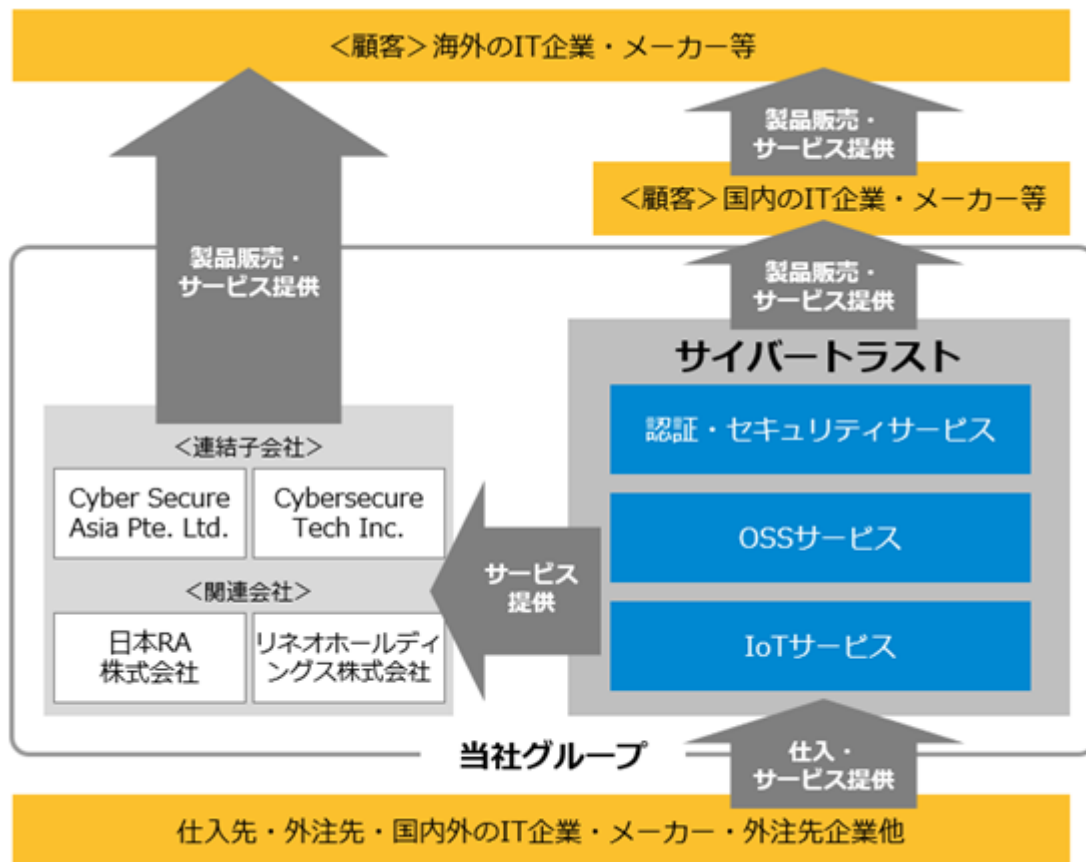 ＜顧客＞海外のIT企業・メーカー等
製品販売・
サービス提供
＜顧客＞国内のIT企業・メーカー等
製品販売・
サービス提供
製品販売・
サービス提供
サイバートラスト
認証・セキュリティサービス
OSSサービス
IoTサービス
＜連結子会社＞
Cyber Secure
Asia Pte. Ltd.
Cybersecure
Tech Inc.
＜関連会社＞
日本RA
株式会社
リネオホールディ
ングス株式会社
サービス
提供
当社グループ
仕入・
サービス提供
仕入先・外注先・国内外のIT企業・メーカー・外注先企業他